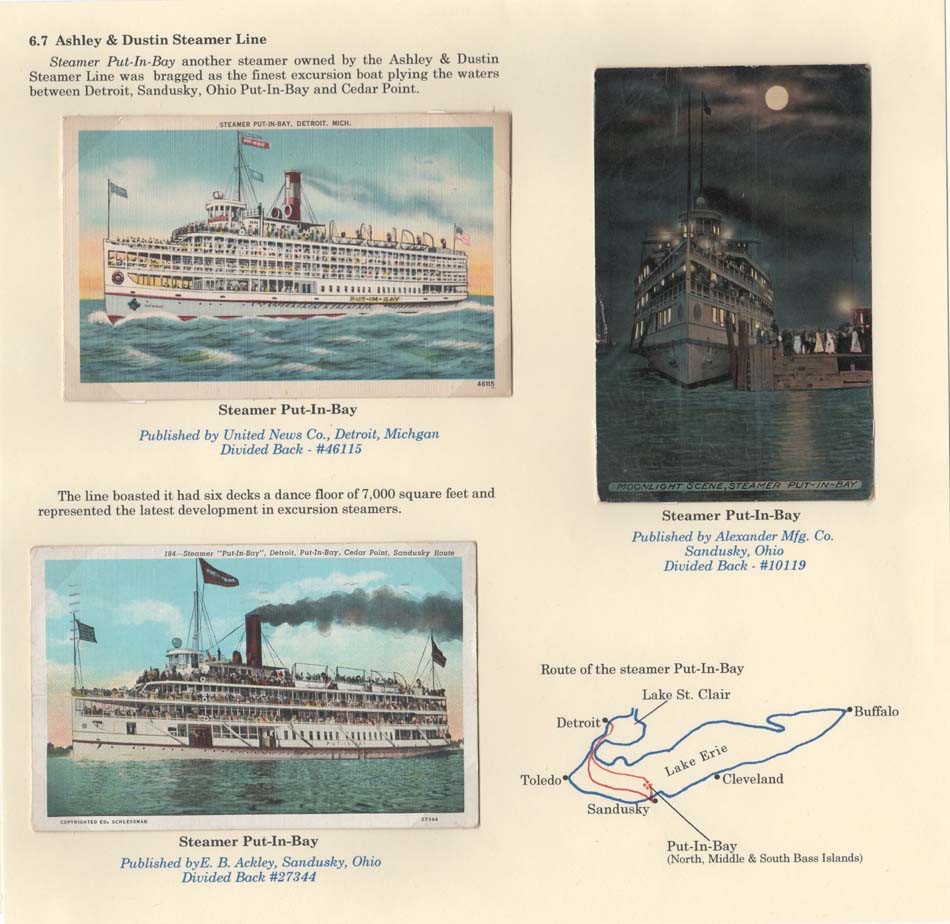 6.7 Ashley & Dustin Steamer Line
Steamer Put-In-Bay another steamer owned by the Ashley & Dustin
Steamer Line was bragged as the finest excursion boat plying the waters
between Detroit, Sandusky, Ohio Put-In-Bay and Cedar Point.
STEAMER PUT-IN-BAY, DETROIT, MICH.
PUT-IN-BAY
PUT-IN-BAY
46115
Steamer Put-In-Bay
Published by United News Co., Detroit, Michgan
Divided Back - #46115
The line boasted it had six decks a dance floor of 7,000 square feet and
represented the latest development in excursion steamers.
184—Steamer "Put-In-Bay", Detroit, Put-In-Bay, Cedar Point, Sandusky Route
PUT-IN-BAY
COPYRIGHTED ED. SCHLESSMAN
27344
Steamer Put-In-Bay
Published byE. B. Ackley, Sandusky, Ohio
Divided Back #27344
MOONLIGHT SCENE, STEAMER PUT-IN-BAY
Steamer Put-In-Bay
Published by Alexander Mfg. Co.
Sandusky, Ohio
Divided Back - #10119
Route of the steamer Put-In-Bay
Lake St. Clair
Detroit
Buffalo
Lake Erie
Toledo
Cleveland
Sandusky
Put-In-Bay
(North, Middle & South Bass Islands)